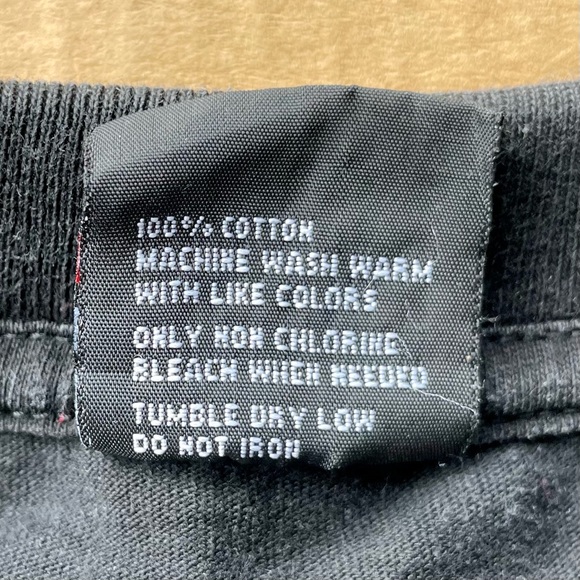 100% COTTON
MACHINE WASH WARM
WITH LIKE COLORS
ONLY NON CHLORINE
BLEACH WHEN NEEDED
TUMBLE DRY LOW
DO NOT IRON